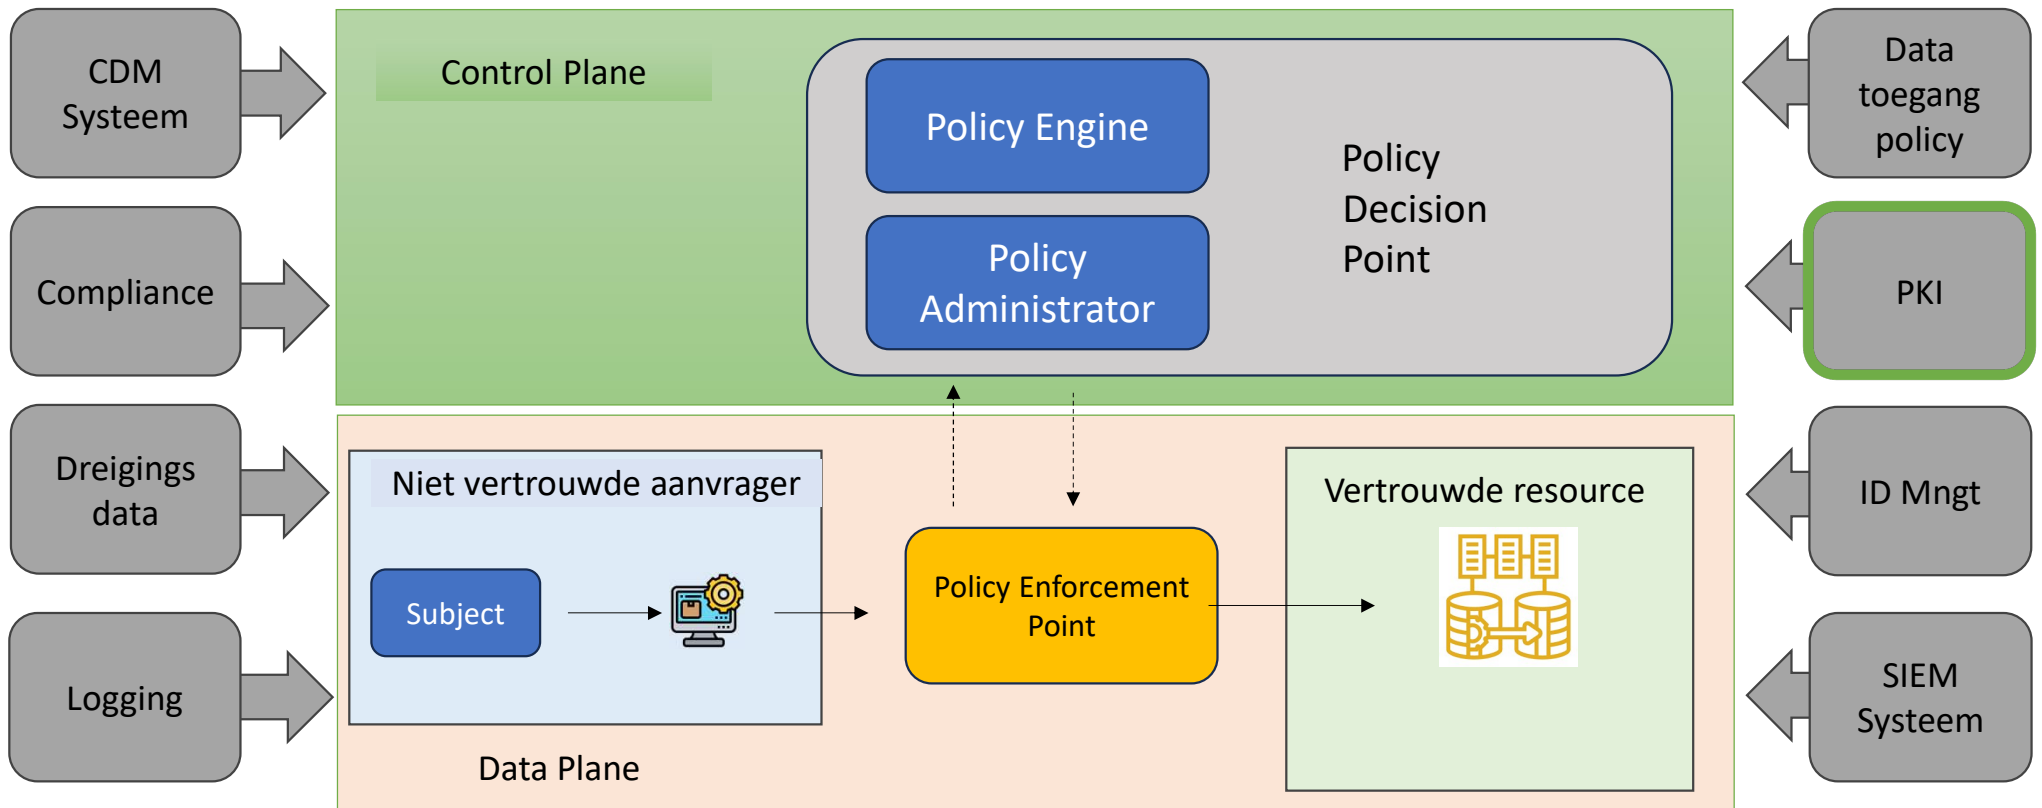 CDM
Systeem
Compliance
Dreigings
data
Logging
Control Plane
Policy Engine
Policy
Administrator
Policy
Decision
Point
Niet vertrouwde aanvrager
Subject
Policy Enforcement
Point
Vertrouwde resource
Data Plane
Data
toegang
policy
PKI
ID Mngt
SIEM
Systeem